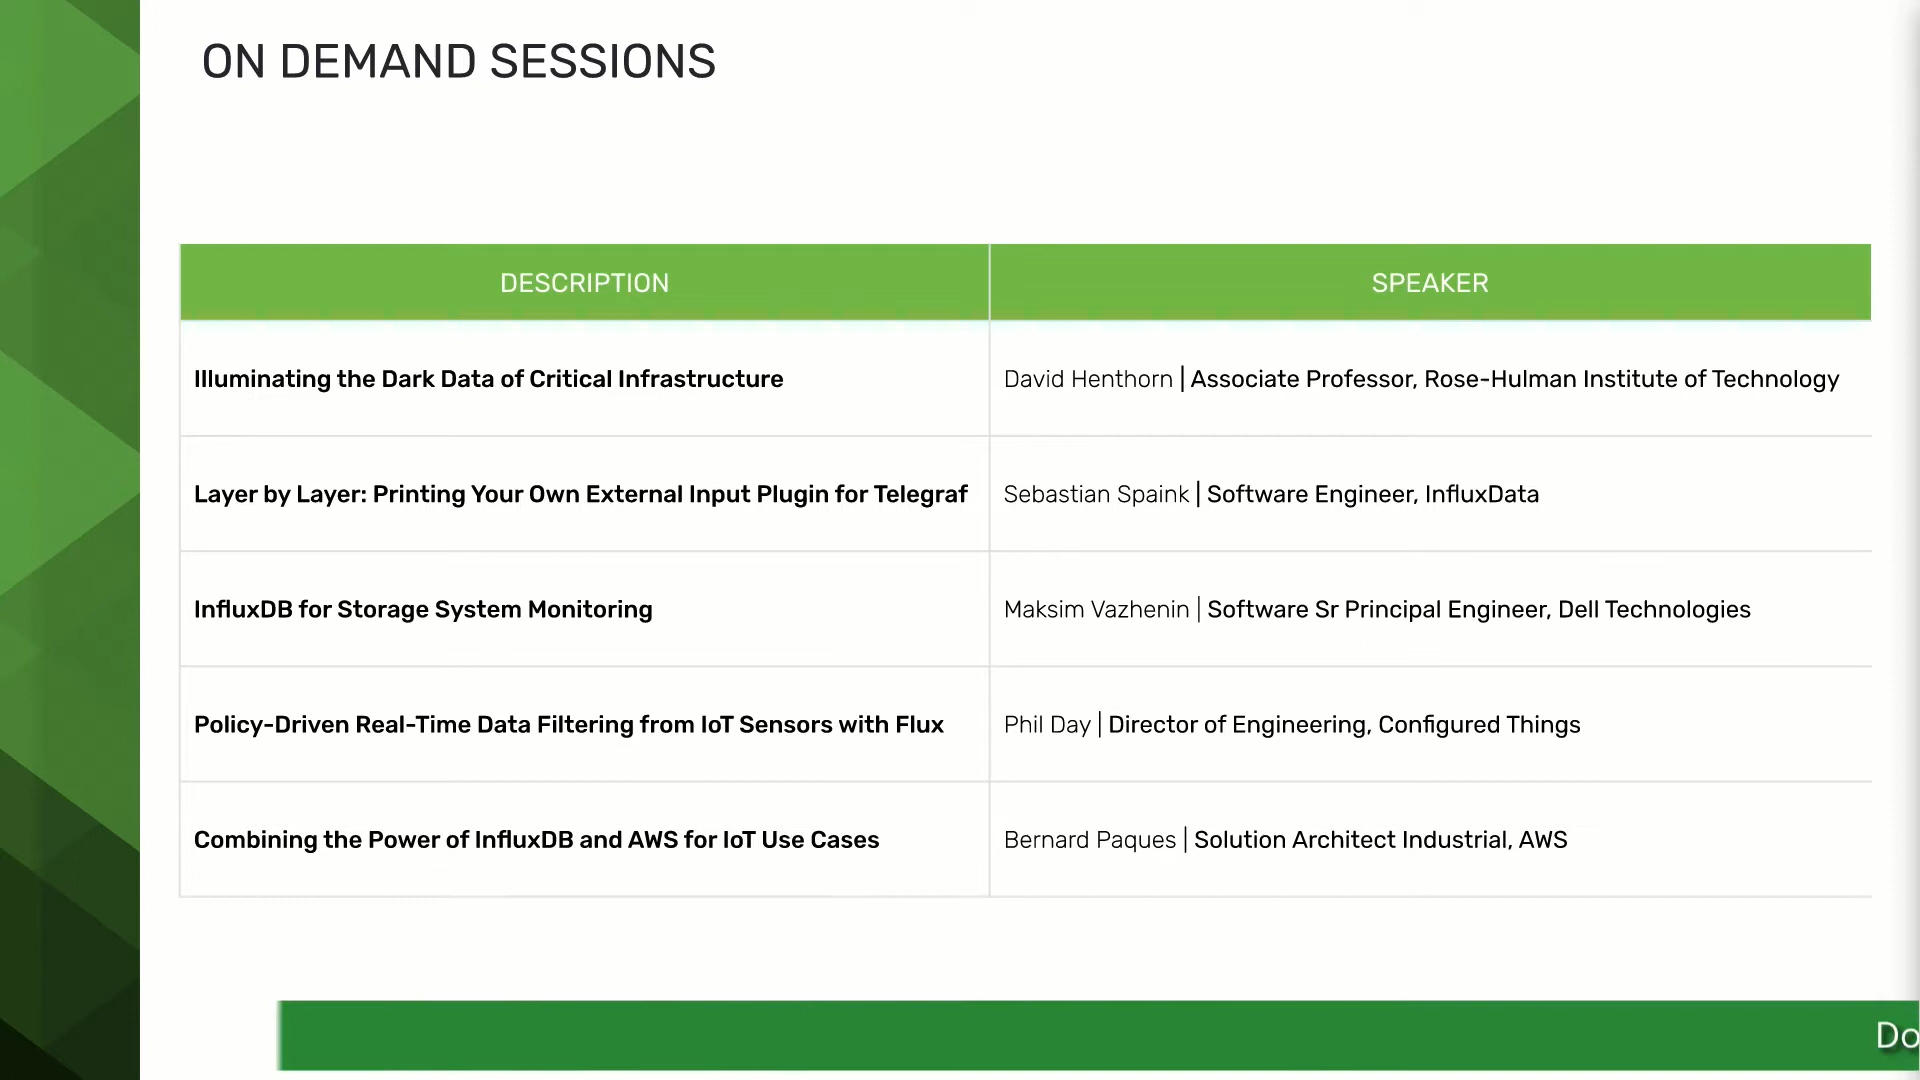 ON DEMAND SESSIONS
DESCRIPTION
SPEAKER
Illuminating the Dark Data of Critical Infrastructure
David Henthorn | Associate Professor, Rose-Hulman Institute of Technology
Layer by Layer: Printing Your Own External Input Plugin for Telegraf
Sebastian Spaink | Software Engineer, InfluxData
InfluxDB for Storage System Monitoring
Maksim Vazhenin | Software Sr Principal Engineer, Dell Technologies
Policy-Driven Real-Time Data Filtering from IoT Sensors with Flux
Phil Day | Director of Engineering, Configured Things
Combining the Power of InfluxDB and AWS for IoT Use Cases
Bernard Paques | Solution Architect Industrial, AWS
Do